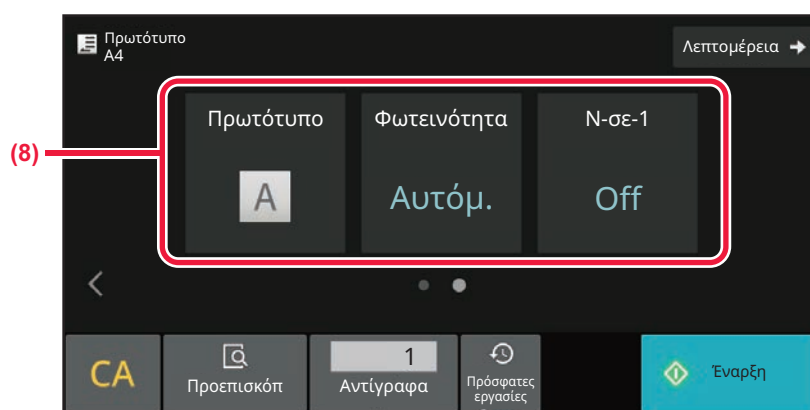 Πρωτότυπο
A4
Λεπτομέρεια
(8)
Πρωτότυπο
Φωτεινότητα
N-σε-1
A
Αυτόμ.
Off
CA
Προεπισκόπ
1
Αντίγραφα
Πρόσφατες
εργασίες
Έναρξη